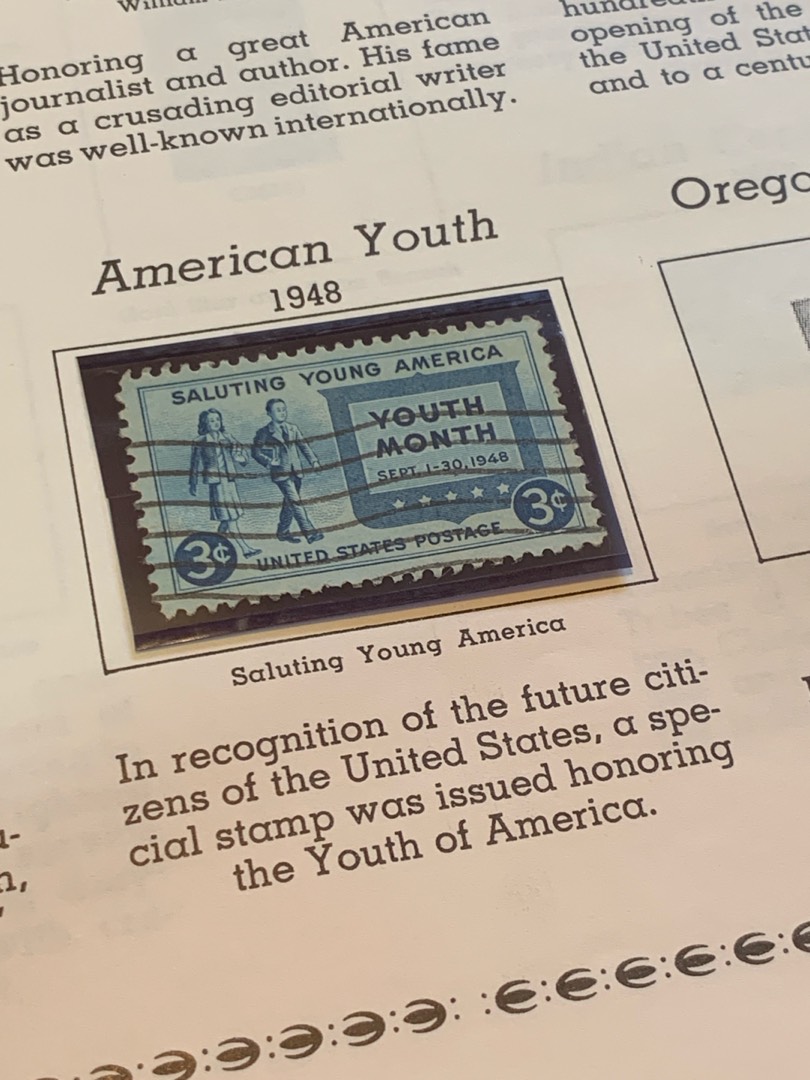 Honoring a great American
journalist and author. His fame
as a crusading editorial writer
was well-known internationally.
opening of the
the United
and to a
American Youth
1948
SALUTING YOUNG AMERICA
YOUTH
MONTH
SEPT. 1-30, 1948
3¢
3¢
UNITED STATES POSTAGE
Saluting Young America
In recognition of the future citi-
zens of the United States, a spe-
cial stamp was issued honoring
the Youth of America.